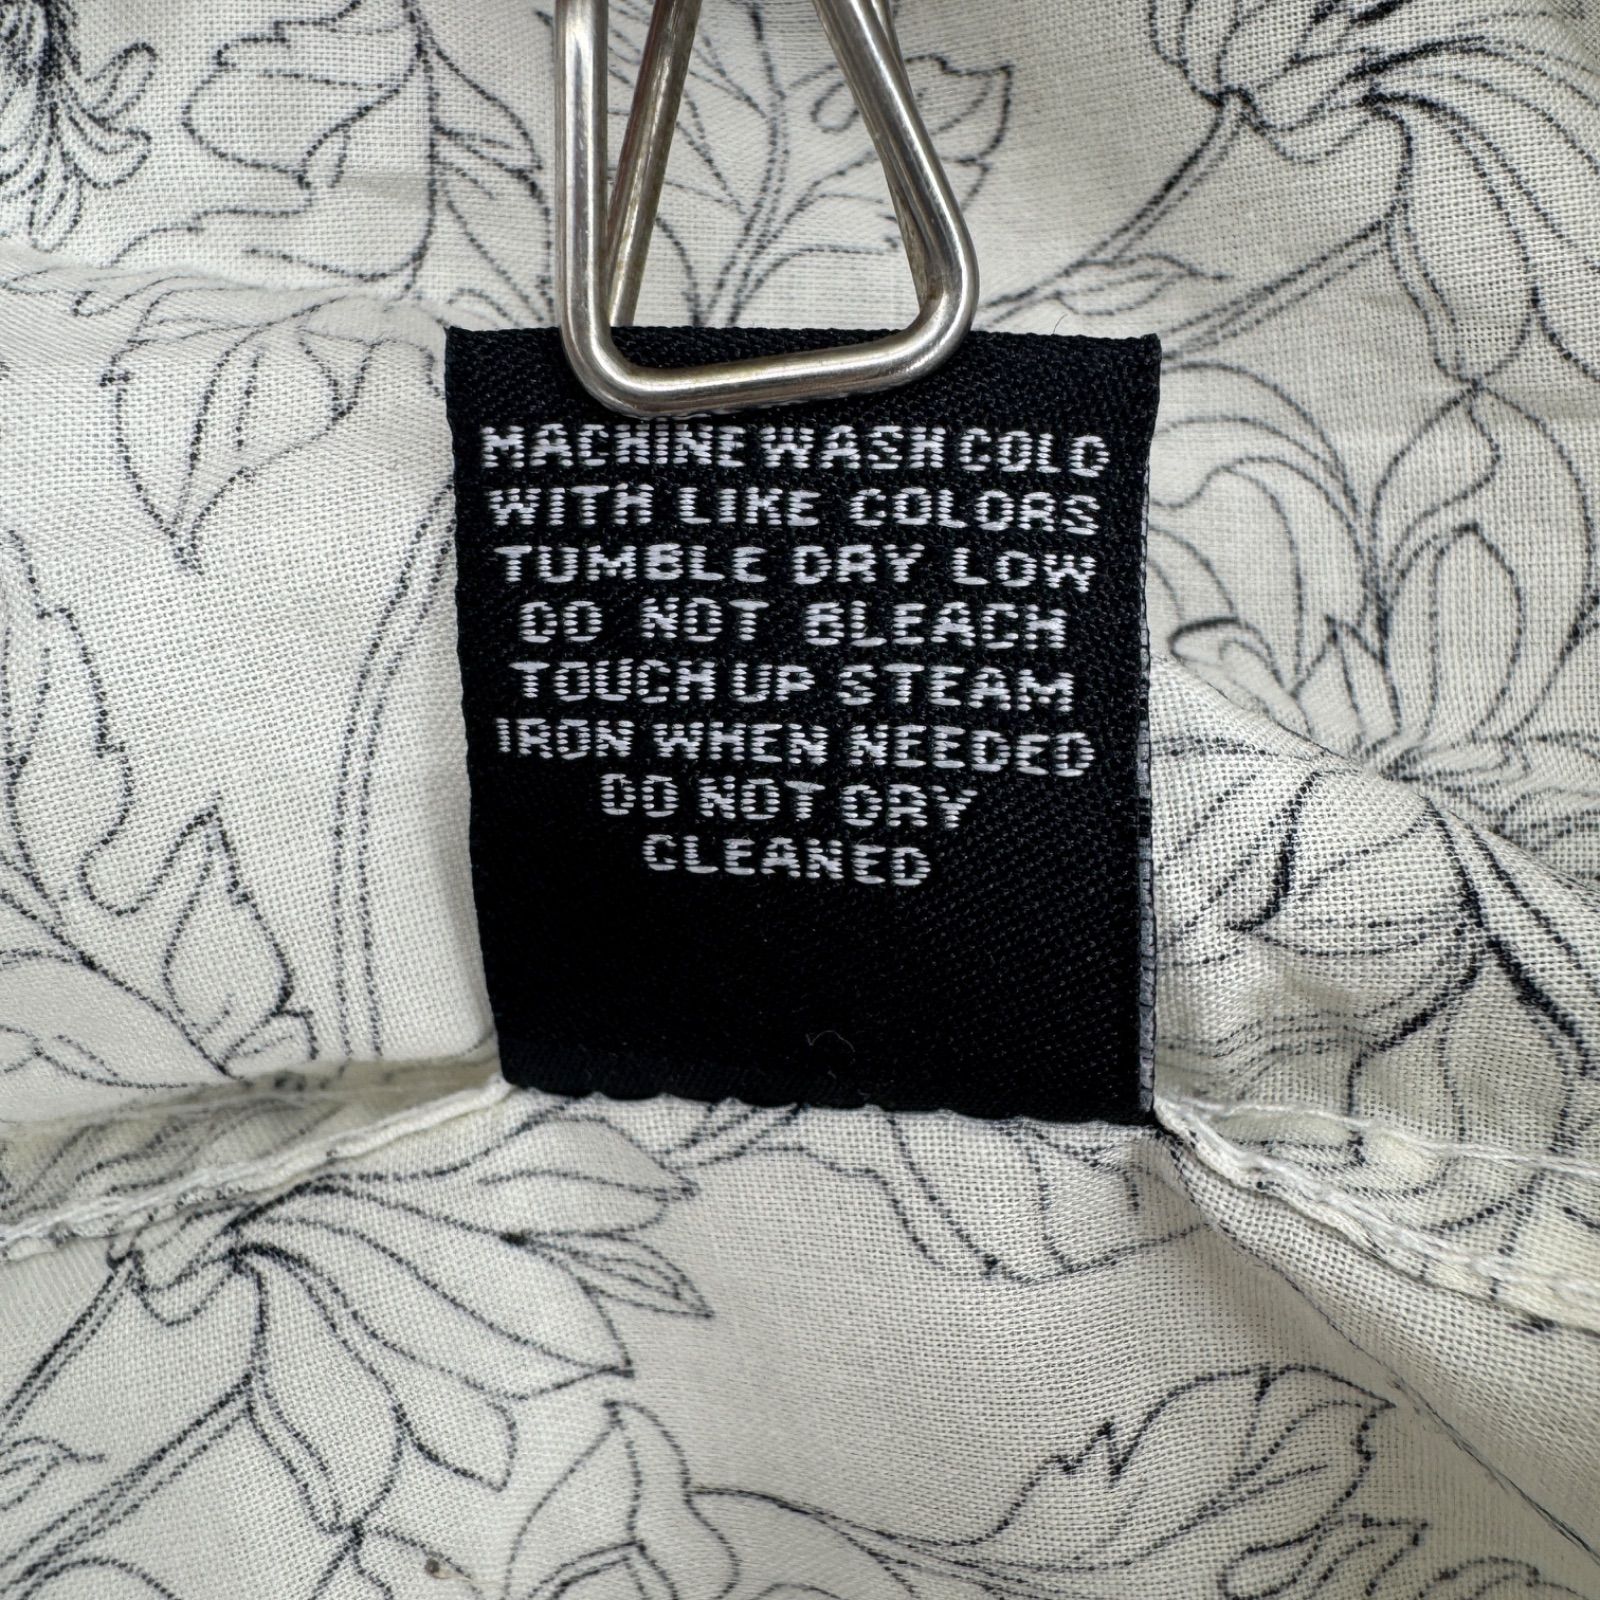 MACHINE WASH COLD
WITH LIKE COLORS
TUMBLE DRY LOW
DO NOT BLEACH
TOUCH UP STEAM
IRON WHEN NEEDED
DO NOT DRY
CLEANED